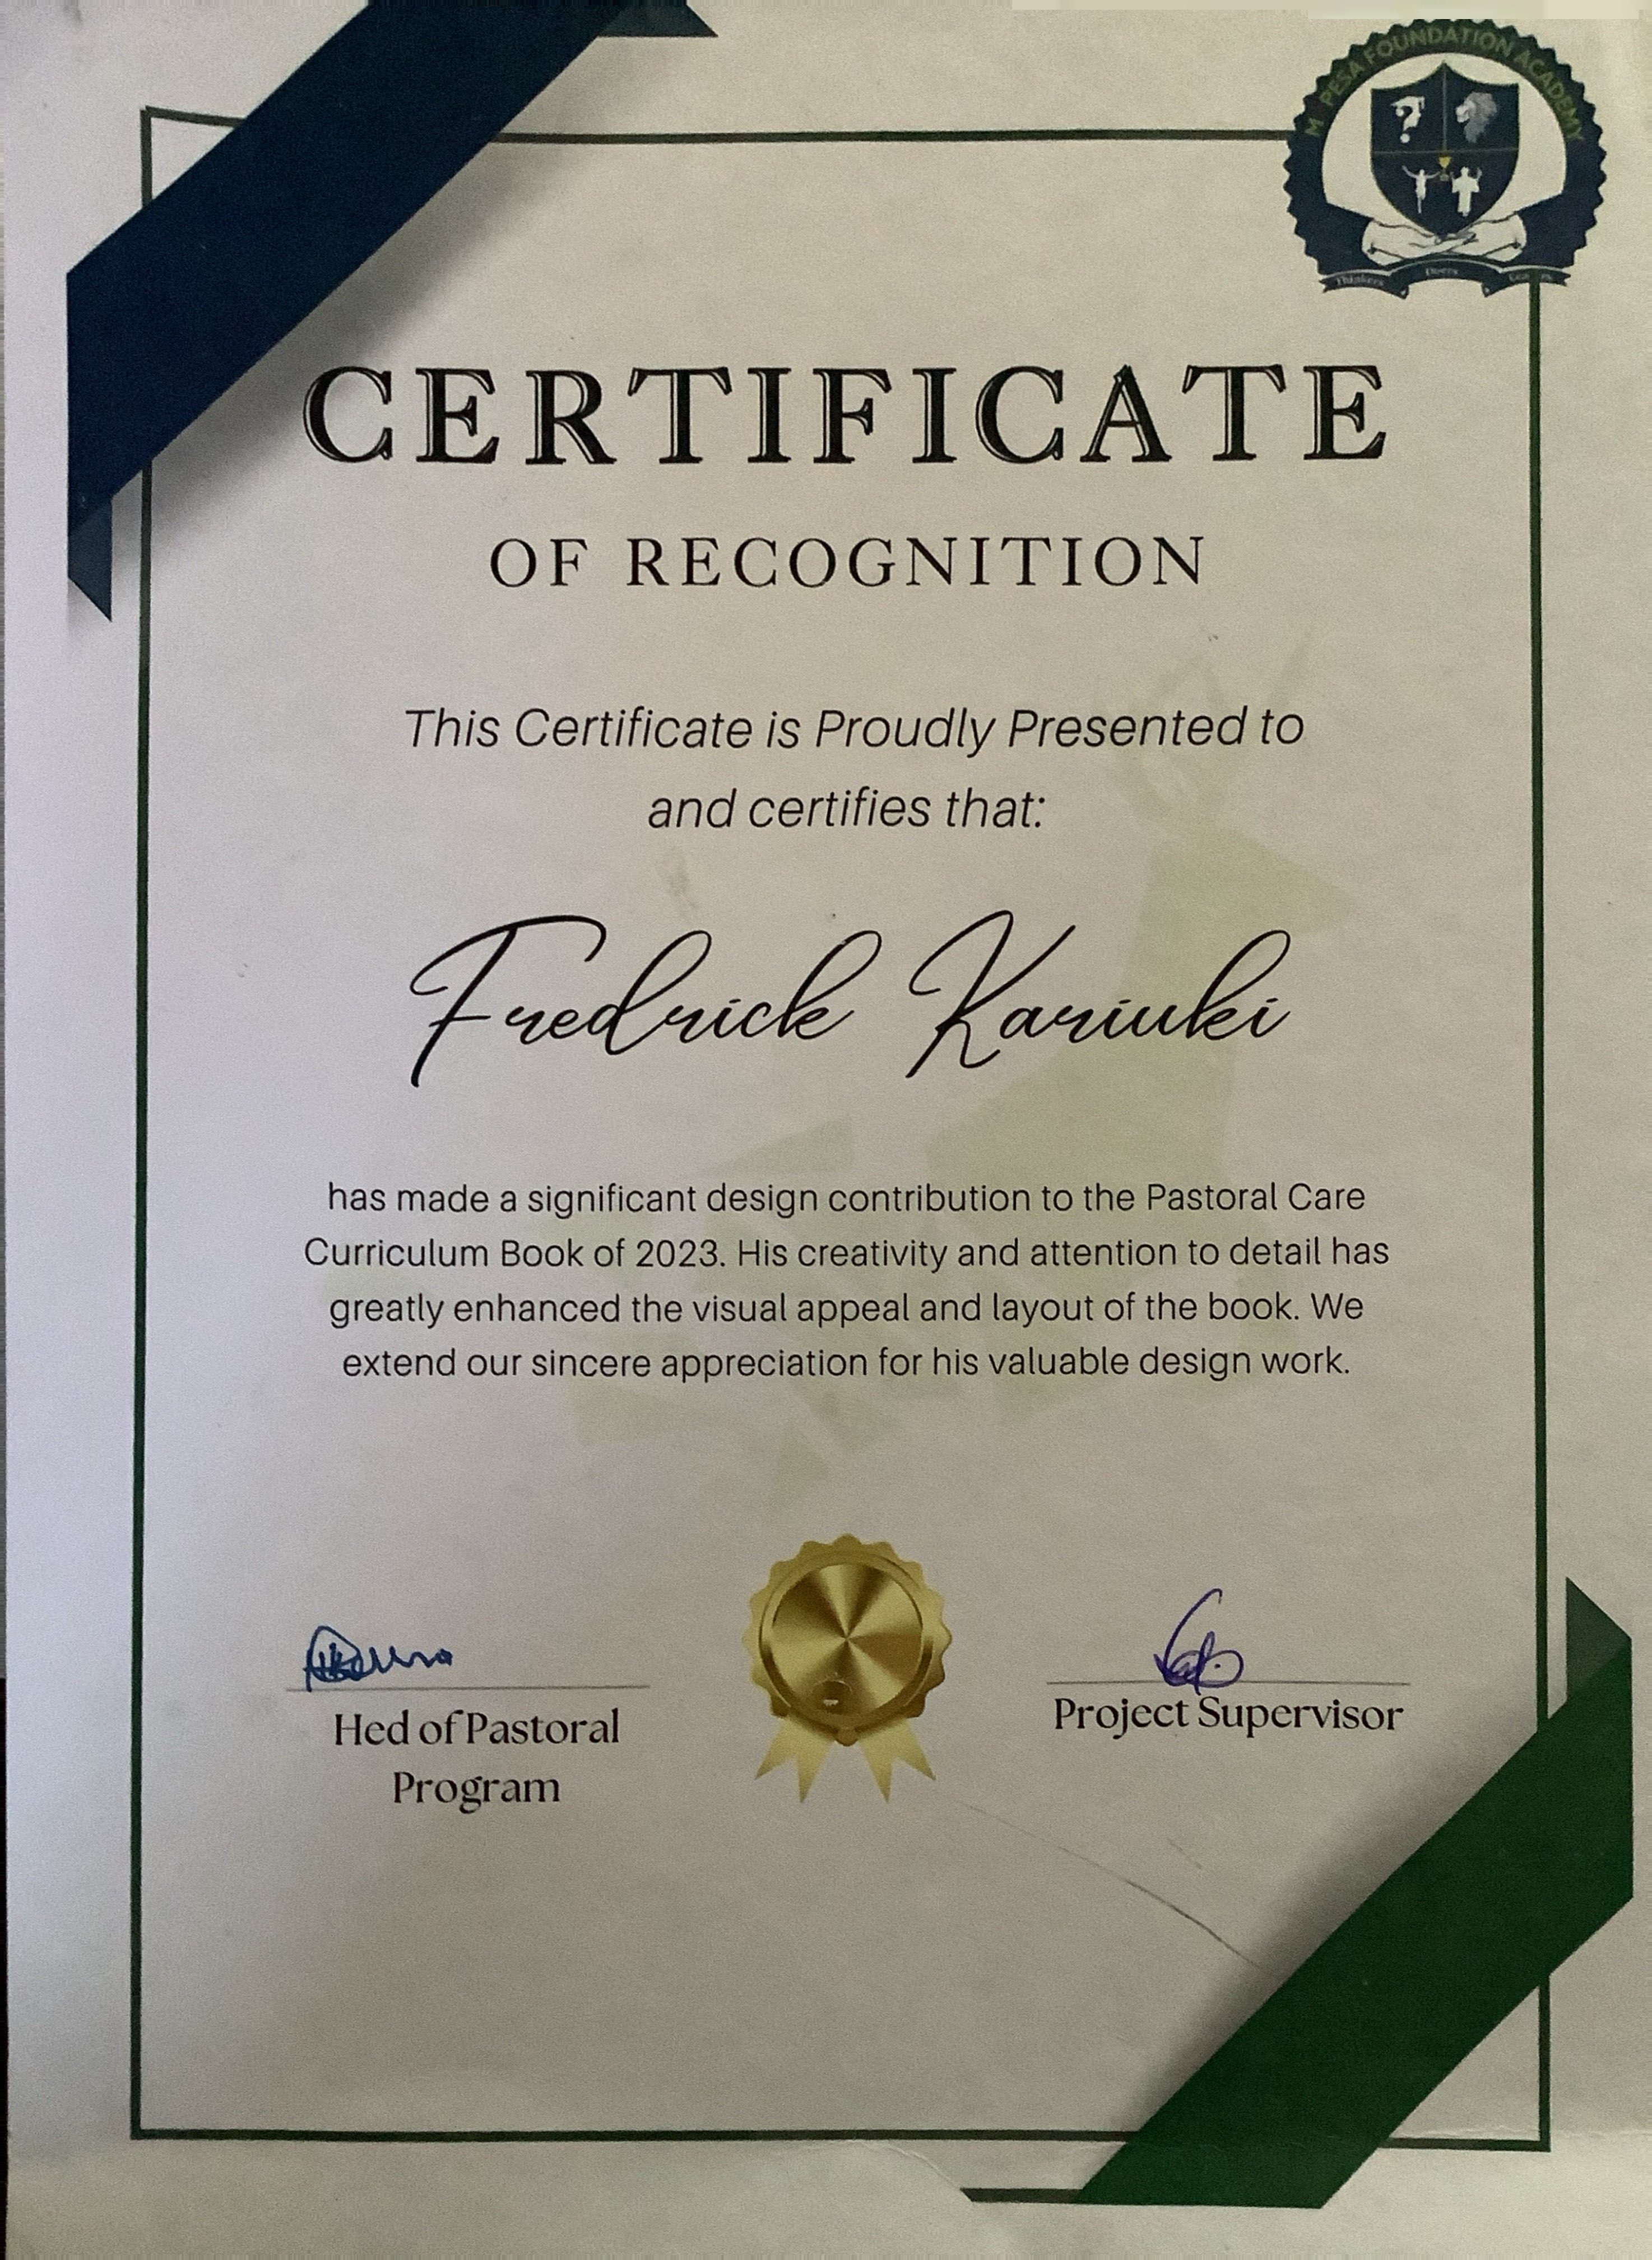 M PESA FOUNDATION ACADEMY
Thinkers Doers
CERTIFICATE
OF RECOGNITION
This Certificate is Proudly Presented to
and certifies that:
Fredrick Kariuki
has made a significant design contribution to the Pastoral Care
Curriculum Book of 2023. His creativity and attention to detail has
greatly enhanced the visual appeal and layout of the book. We
extend our sincere appreciation for his valuable design work.
Hed of Pastoral
Program
Project Supervisor